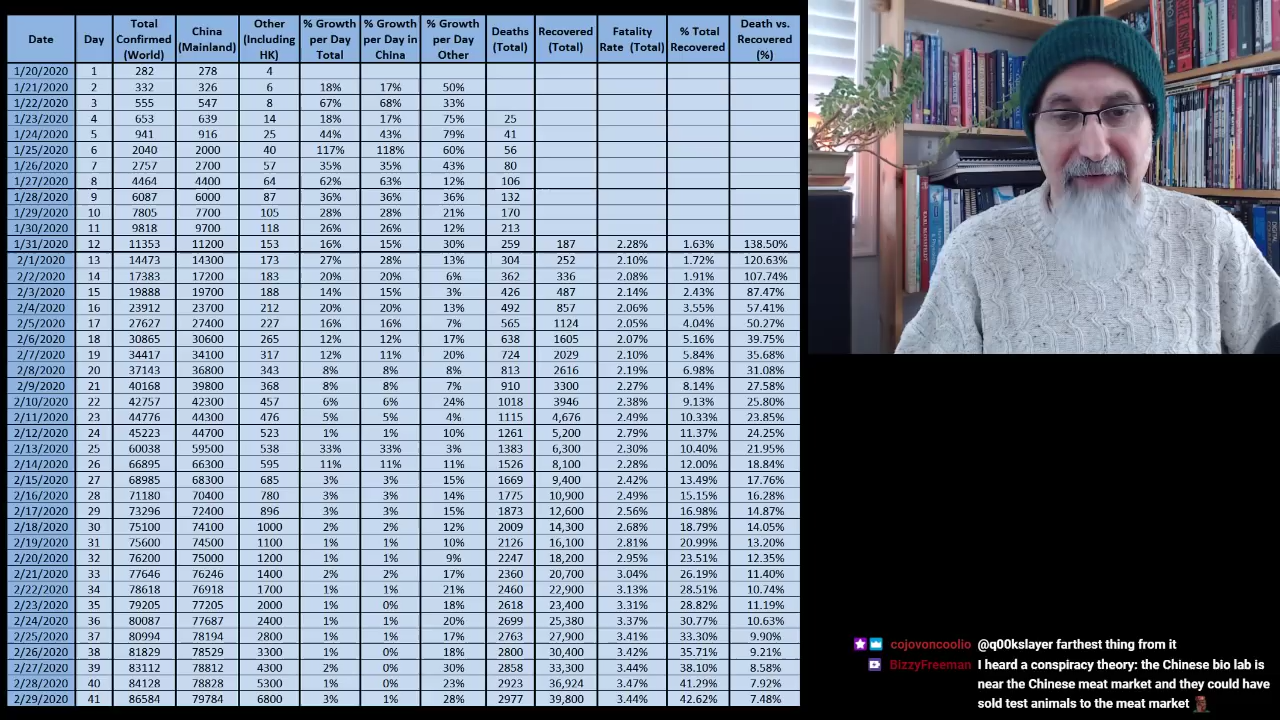 Date Day Total Confirmed (World) China (Mainland) Other (Including HK) % Growth per Day Total % Growth per Day in China % Growth per Day Other Deaths (Total) Recovered (Total) Fatality Rate (Total) % Total Recovered Death vs. Recovered (%)
1/20/2020 1 282 278 4
1/21/2020 2 332 326 6 18% 17% 50%
1/22/2020 3 555 547 8 67% 68% 33%
1/23/2020 4 653 639 14 18% 17% 75% 25
1/24/2020 5 941 916 25 44% 43% 79% 41
1/25/2020 6 2040 2000 40 117% 118% 60% 56
1/26/2020 7 2757 2700 57 35% 35% 43% 80
1/27/2020 8 4464 4400 64 62% 63% 12% 106
1/28/2020 9 6087 6000 87 36% 36% 36% 132
1/29/2020 10 7805 7700 105 28% 28% 21% 170
1/30/2020 11 9818 9700 118 26% 26% 12% 213
1/31/2020 12 11353 11200 153 16% 15% 30% 259 187 2.28% 1.63% 138.50%
2/1/2020 13 14473 14300 173 27% 28% 13% 304 252 2.10% 1.72% 120.63%
2/2/2020 14 17383 17200 183 20% 20% 6% 362 336 2.08% 1.91% 107.74%
2/3/2020 15 19888 19700 188 14% 15% 3% 426 487 2.14% 2.43% 87.47%
2/4/2020 16 23912 23700 212 20% 20% 13% 492 857 2.06% 3.55% 57.41%
2/5/2020 17 27627 27400 227 16% 16% 7% 565 1124 2.05% 4.04% 50.27%
2/6/2020 18 30865 30600 265 12% 12% 17% 638 1605 2.07% 5.16% 39.75%
2/7/2020 19 34417 34100 317 12% 11% 20% 724 2029 2.10% 5.84% 35.68%
2/8/2020 20 37143 36800 343 8% 8% 8% 813 2616 2.19% 6.98% 31.08%
2/9/2020 21 40168 39800 368 8% 8% 7% 910 3300 2.27% 8.14% 27.58%
2/10/2020 22 42757 42300 457 6% 6% 24% 1018 3946 2.38% 9.13% 25.80%
2/11/2020 23 44776 44300 476 5% 5% 4% 1115 4,676 2.49% 10.33% 23.85%
2/12/2020 24 45223 44700 523 1% 1% 10% 1261 5,200 2.79% 11.37% 24.25%
2/13/2020 25 60038 59500 538 33% 33% 3% 1383 6,300 2.30% 10.40% 21.95%
2/14/2020 26 66895 66300 595 11% 11% 11% 1526 8,100 2.28% 12.00% 18.84%
2/15/2020 27 68985 68300 685 3% 3% 15% 1669 9,400 2.42% 13.49% 17.76%
2/16/2020 28 71180 70400 780 3% 3% 14% 1775 10,900 2.49% 15.15% 16.28%
2/17/2020 29 73296 72400 896 3% 3% 15% 1873 12,600 2.56% 16.98% 14.87%
2/18/2020 30 75100 74100 1000 2% 2% 12% 2009 14,300 2.68% 18.79% 14.05%
2/19/2020 31 75600 74500 1100 1% 1% 10% 2126 16,100 2.81% 20.99% 13.20%
2/20/2020 32 76200 75000 1200 1% 1% 9% 2247 18,200 2.95% 23.51% 12.35%
2/21/2020 33 77646 76246 1400 2% 2% 17% 2360 20,700 3.04% 26.19% 11.40%
2/22/2020 34 78618 76918 1700 1% 1% 21% 2460 22,900 3.13% 28.51% 10.74%
2/23/2020 35 79205 77205 2000 1% 0% 18% 2618 23,400 3.31% 28.82% 11.19%
2/24/2020 36 80087 77687 2400 1% 1% 20% 2699 25,380 3.37% 30.77% 10.63%
2/25/2020 37 80994 78194 2800 1% 1% 17% 2763 27,900 3.41% 33.30% 9.90%
2/26/2020 38 81829 78529 3300 1% 0% 18% 2800 30,400 3.42% 35.71% 9.21%
2/27/2020 39 83112 78812 4300 2% 0% 30% 2858 33,300 3.44% 38.10% 8.58%
2/28/2020 40 84128 78828 5300 1% 0% 23% 2923 36,924 3.47% 41.29% 7.92%
2/29/2020 41 86584 79784 6800 3% 1% 28% 2977 39,800 3.44% 42.62% 7.48%
cojovoncoolio @q00kslayer farthest thing from it
BizzyFreeman I heard a conspiracy theory: the Chinese bio lab is
near the Chinese meat market and they could have
sold test animals to the meat market